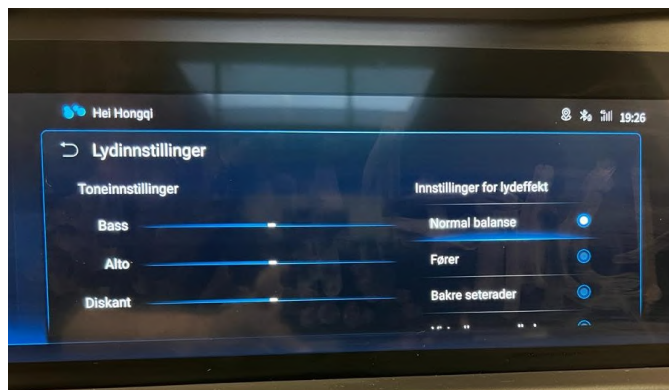 Hei Hongqi
19:26
Lydinnstillinger
Toneinnstillinger
Bass
Alto
Diskant
Innstillinger for lydeffekt
Normal balanse
Fører
Bakre seterader